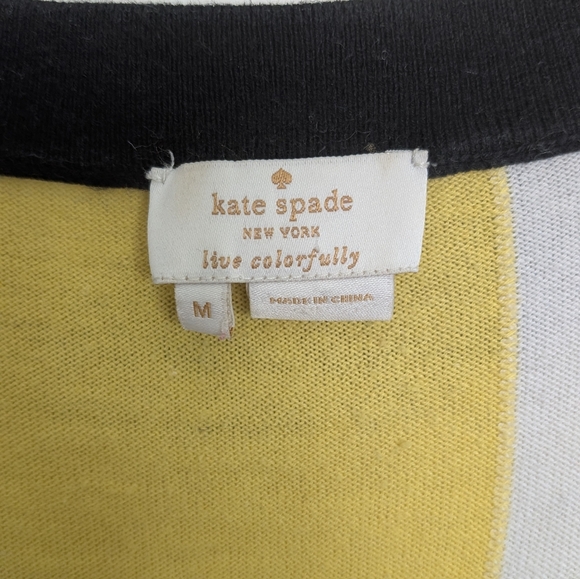 kate spade
NEW YORK
live colorfully
M
MADE IN CHINA